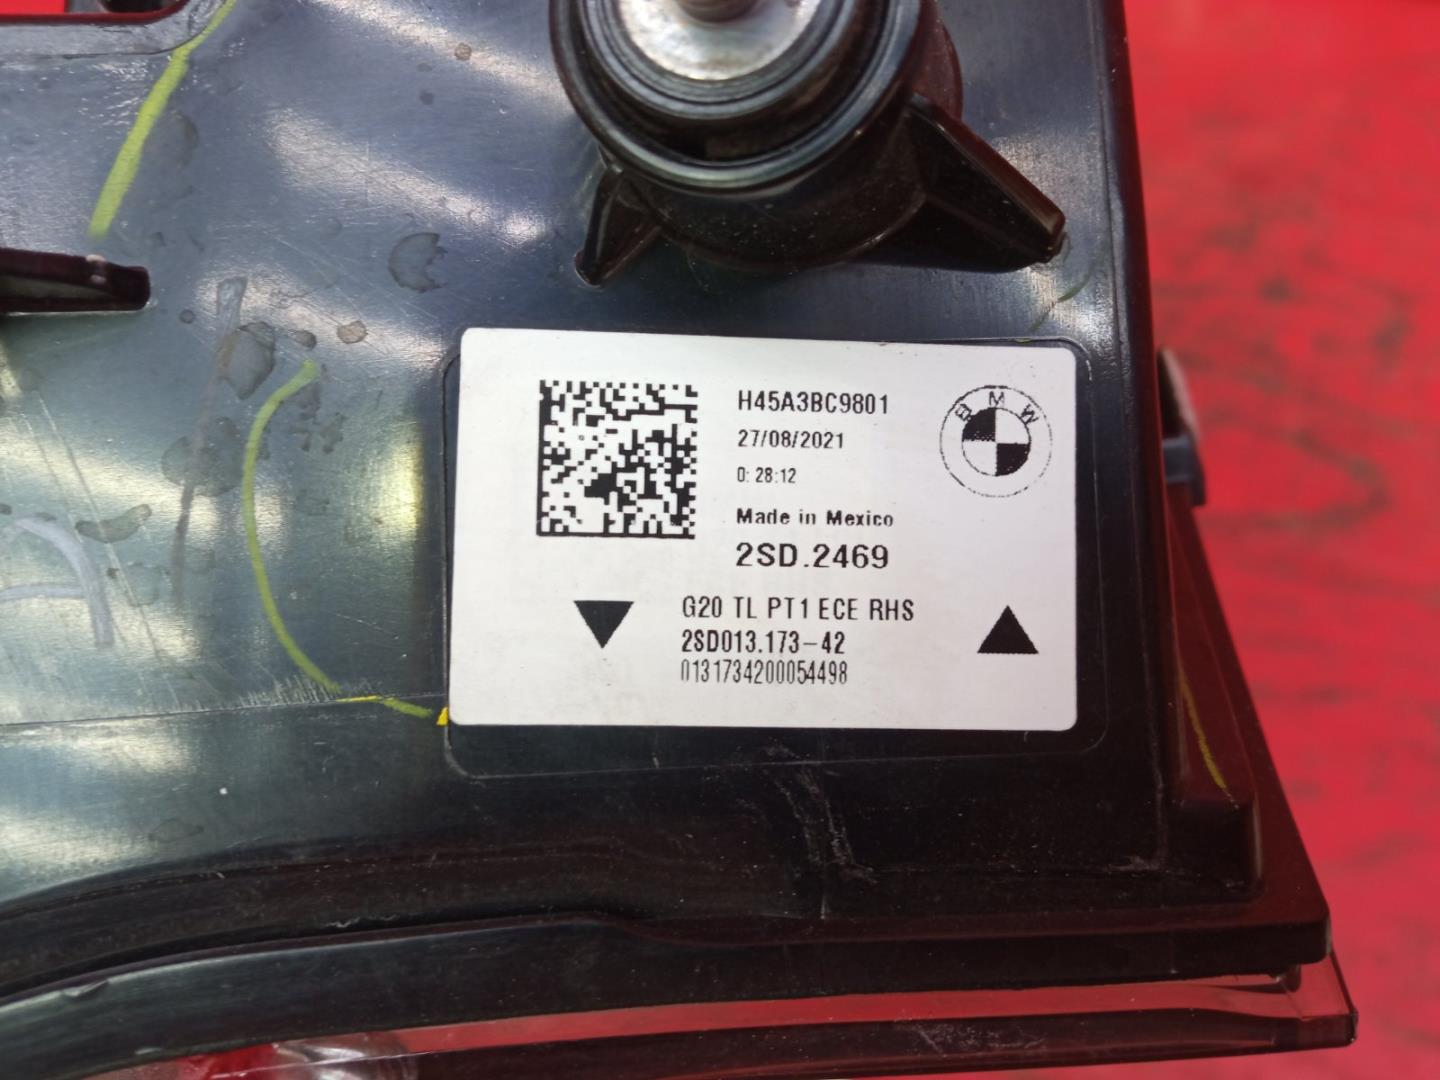 H45A3BC9801
27/08/2021
0: 28:12
Made in Mexico
2SD.2469
G20 TL PT1 ECE RHS
2SD013.173-42
0131734200054498
BMW